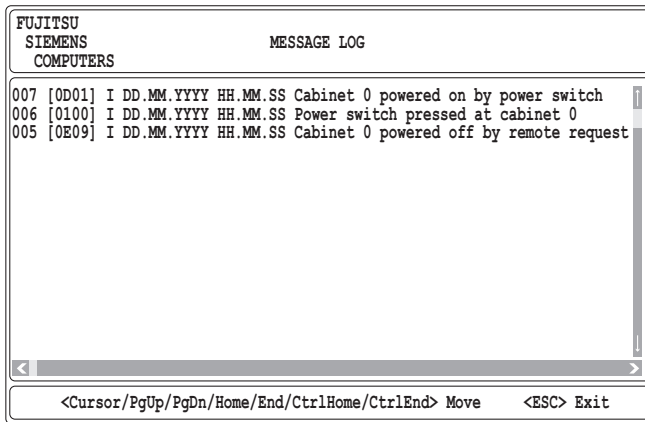 FUJITSU
SIEMENS MESSAGE LOG
COMPUTERS
007 [0D01] I DD.MM.YYYY HH.MM.SS Cabinet 0 powered on by power switch
006 [0100] I DD.MM.YYYY HH.MM.SS Power switch pressed at cabinet 0
005 [0E09] I DD.MM.YYYY HH.MM.SS Cabinet 0 powered off by remote request
<Cursor/PgUp/PgDn/Home/End/CtrlHome/CtrlEnd> Move <ESC> Exit